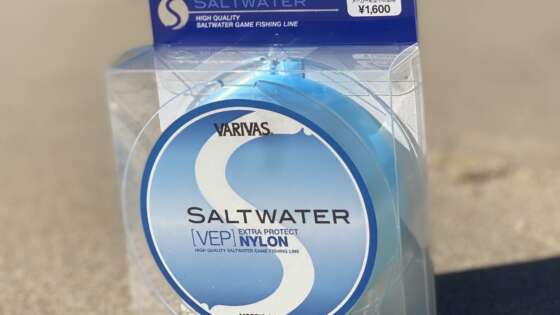 SALTWATER
HIGH QUALITY
SALTWATER GAME FISHING LINE
¥1,600
VARIVAS.
SALTWATER
[VEP] EXTRA PROTECT
NYLON
HIGH QUALITY SALTWATER GAME FISHING LINE